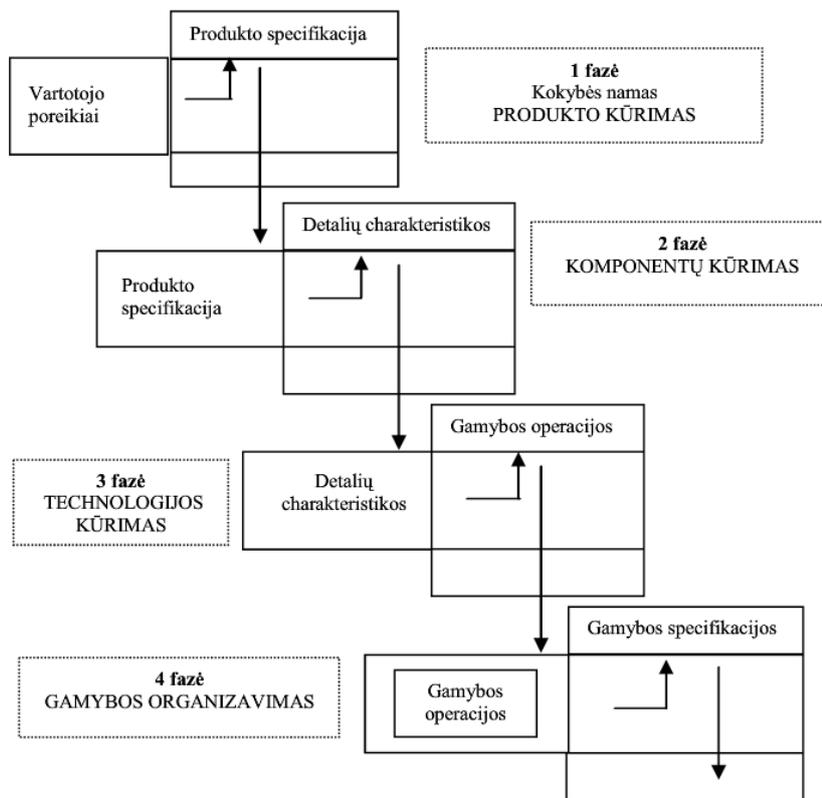 Produkto specifikacija
Vartotojo
poreikiai
1 fazė
Kokybės namas
PRODUKTO KŪRIMAS
Detalių charakteristikos
2 fazė
KOMPONENTŲ KŪRIMAS
Produkto
specifikacija
Gamybos operacijos
3 fazė
TECHNOLOGIJOS
KŪRIMAS
Detalių
charakteristikos
Gamybos specifikacijos
4 fazė
GAMYBOS ORGANIZAVIMAS
Gamybos
operacijos